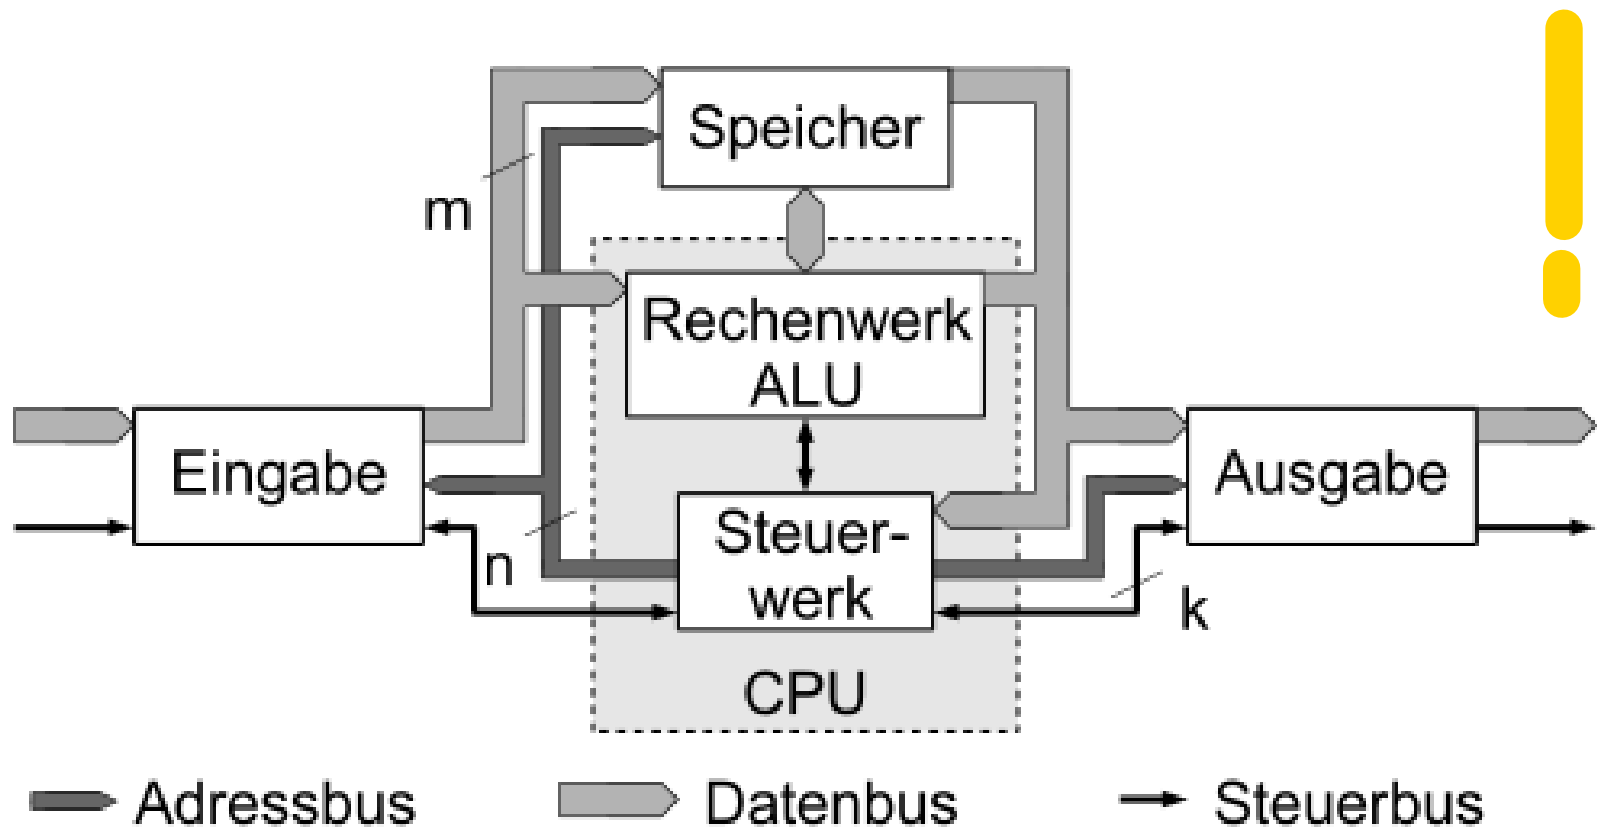 Speicher
m
Rechenwerk
ALU
Eingabe
Ausgabe
Steuer-
werk
n
k
CPU
Adressbus
Datenbus
Steuerbus